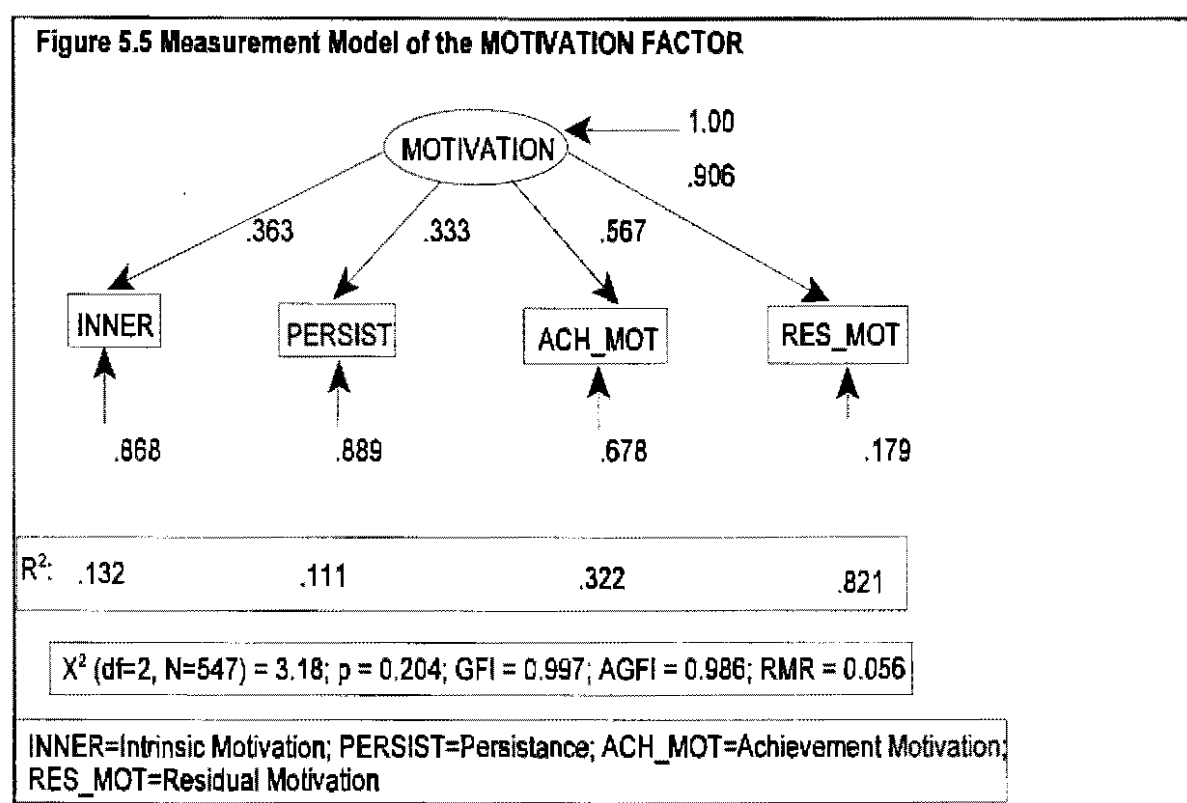 Figure 5.5 Measurement Model of the MOTIVATION FACTOR
1.00
MOTIVATION
.906
.363 .333 .567
INNER PERSIST ACH_MOT RES_MOT
.868 .889 .678 .179
R²: .132 .111 .322 .821
X² (df=2, N=547) = 3.18; p = 0.204; GFI = 0.997; AGFI = 0.986; RMR = 0.056
INNER=Intrinsic Motivation; PERSIST=Persistance; ACH_MOT=Achievement Motivation;
RES_MOT=Residual Motivation